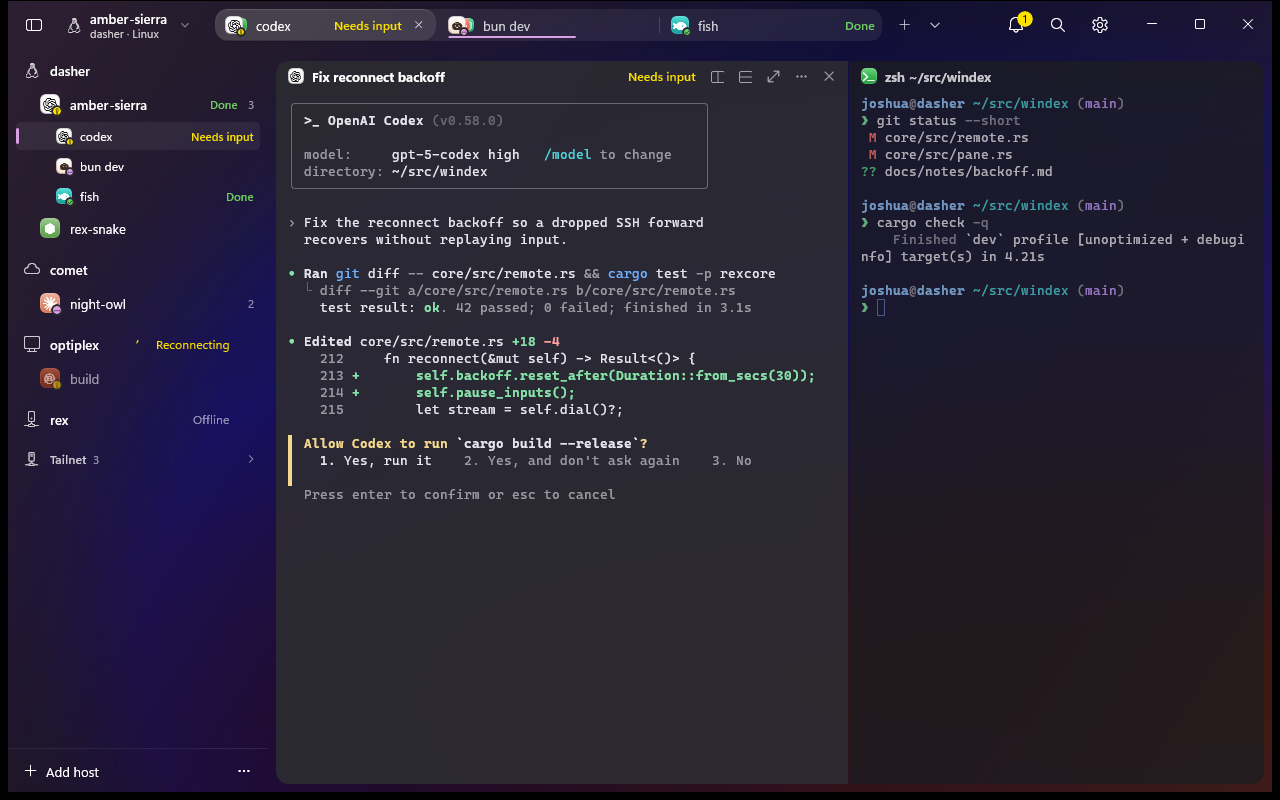 amber-sierra
dasher · Linux
codex
Needs input
bun dev
fish
Done
1
dasher
amber-sierra
Done 3
codex
Needs input
bun dev
fish
Done
rex-snake
comet
night-owl
2
optiplex
Reconnecting
build
rex
Offline
Tailnet 3
Add host
Fix reconnect backoff
Needs input
>_ OpenAI Codex (v0.58.0)
model: gpt-5-codex high /model to change
directory: ~/src/windex
› Fix the reconnect backoff so a dropped SSH forward
recovers without replaying input.
• Ran git diff -- core/src/remote.rs && cargo test -p rexcore
└ diff --git a/core/src/remote.rs b/core/src/remote.rs
test result: ok. 42 passed; 0 failed; finished in 3.1s
• Edited core/src/remote.rs +18 -4
212 fn reconnect(&mut self) -> Result<()> {
213 + self.backoff.reset_after(Duration::from_secs(30));
214 + self.pause_inputs();
215 let stream = self.dial()?;
Allow Codex to run `cargo build --release`?
1. Yes, run it 2. Yes, and don't ask again 3. No
Press enter to confirm or esc to cancel
zsh ~/src/windex
joshua@dasher ~/src/windex (main)
❯ git status --short
M core/src/remote.rs
M core/src/pane.rs
?? docs/notes/backoff.md
joshua@dasher ~/src/windex (main)
❯ cargo check -q
Finished `dev` profile [unoptimized + debugi
nfo] target(s) in 4.21s
joshua@dasher ~/src/windex (main)
❯